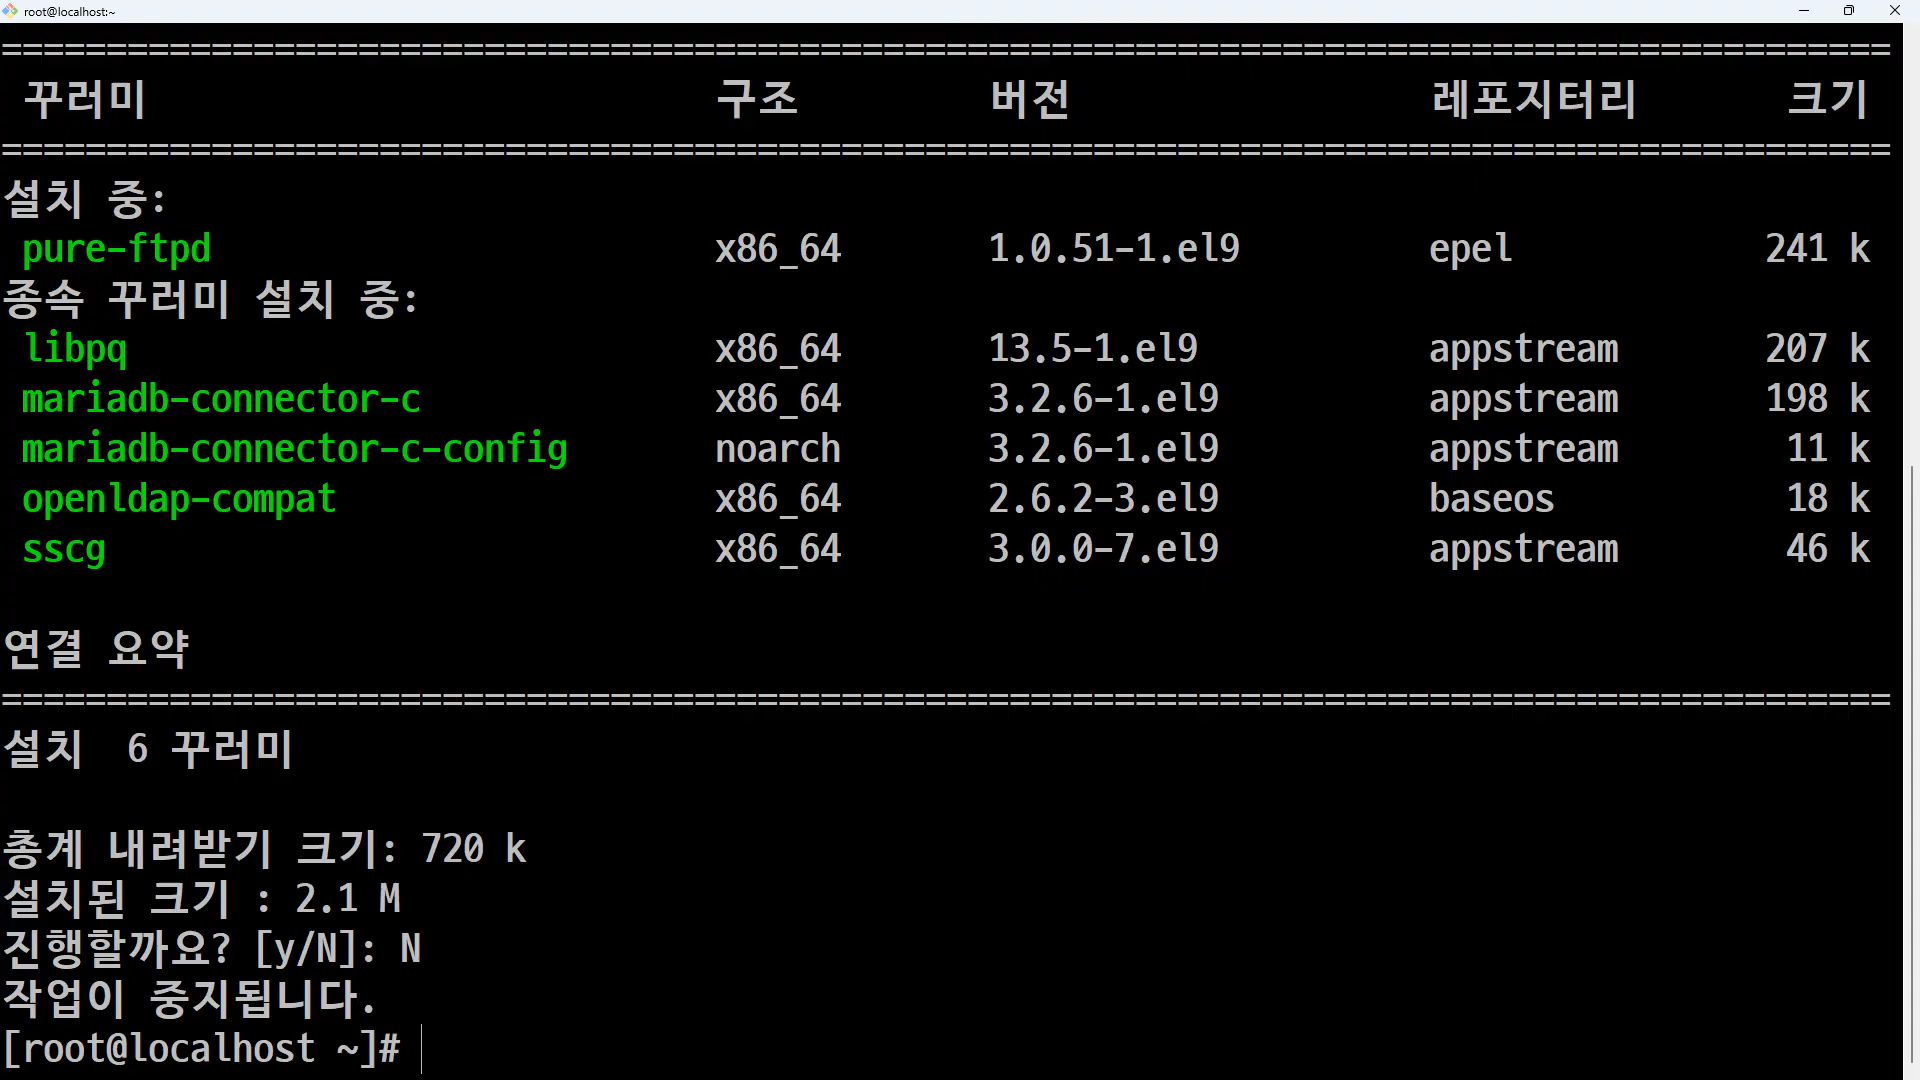 root@localhost:~
==========================================================================================
꾸러미 구조 버전 레포지터리 크기
==========================================================================================
설치 중:
pure-ftpd x86_64 1.0.51-1.el9 epel 241 k
종속 꾸러미 설치 중:
libpq x86_64 13.5-1.el9 appstream 207 k
mariadb-connector-c x86_64 3.2.6-1.el9 appstream 198 k
mariadb-connector-c-config noarch 3.2.6-1.el9 appstream 11 k
openldap-compat x86_64 2.6.2-3.el9 baseos 18 k
sscg x86_64 3.0.0-7.el9 appstream 46 k
연결 요약
==========================================================================================
설치 6 꾸러미
총계 내려받기 크기: 720 k
설치된 크기 : 2.1 M
진행할까요? [y/N]: N
작업이 중지됩니다.
[root@localhost ~]#